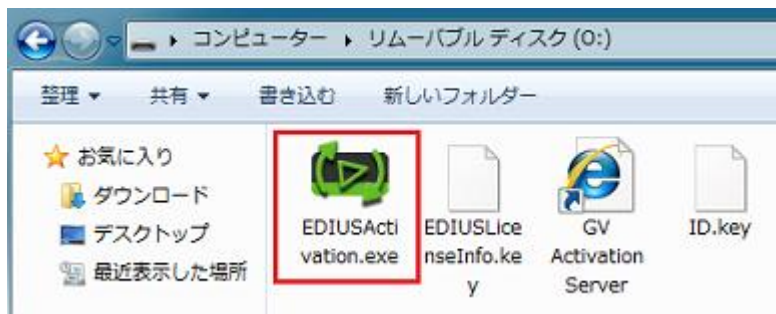 コンピューター ▸ リムーバブル ディスク (O:)
整理 ▼ 共有 ▼ 書き込む 新しいフォルダー
お気に入り
ダウンロード
デスクトップ
最近表示した場所
EDIUSActi
vation.exe
EDIUSLice
nseInfo.ke
y
GV
Activation
Server
ID.key